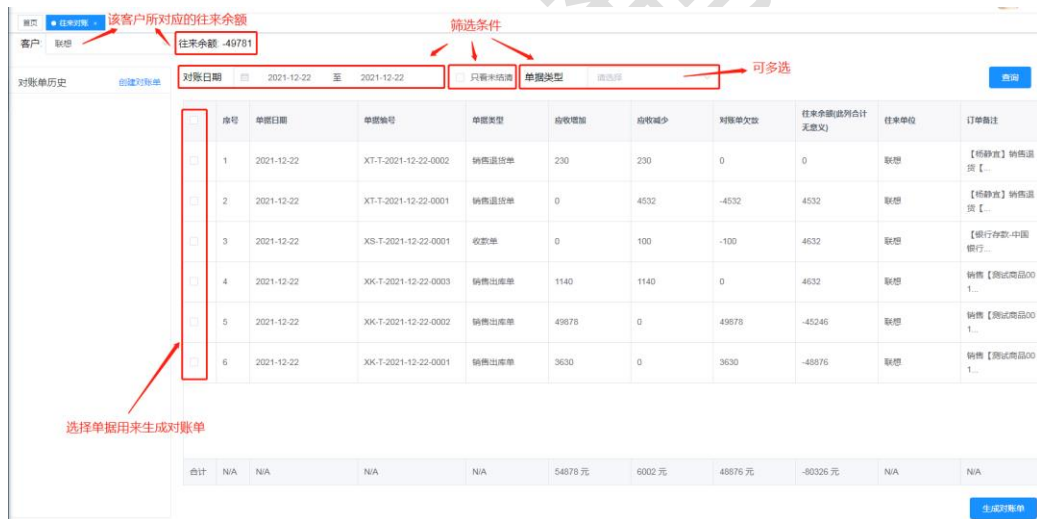 首页 ● 往来对账 × 该客户所对应的往来余额
筛选条件
客户 联想 往来余额 -49781
对账单历史 创建对账单 对账日期 2021-12-22 至 2021-12-22 只看未结清 单据类型 请选择 可多选 查询
序号 单据日期 单据编号 单据类型 应收增加 应收减少 对账单欠款 往来余额(此列合计 往来单位 订单备注
无意义)
1 2021-12-22 XT-T-2021-12-22-0002 销售退货单 230 230 0 0 联想 【杨静宜】销售退
货【...
2 2021-12-22 XT-T-2021-12-22-0001 销售退货单 0 4532 -4532 4532 联想 【杨静宜】销售退
货【...
3 2021-12-22 XS-T-2021-12-22-0001 收款单 0 100 -100 4632 联想 【银行存款-中国
银行...
4 2021-12-22 XK-T-2021-12-22-0003 销售出库单 1140 1140 0 4632 联想 销售【测试商品00
1...
5 2021-12-22 XK-T-2021-12-22-0002 销售出库单 49878 0 49878 -45246 联想 销售【测试商品00
1...
6 2021-12-22 XK-T-2021-12-22-0001 销售出库单 3630 0 3630 -48876 联想 销售【测试商品00
1...
选择单据用来生成对账单
合计 N/A N/A N/A N/A 54878 元 6002 元 48876 元 -80326 元 N/A N/A
生成对账单